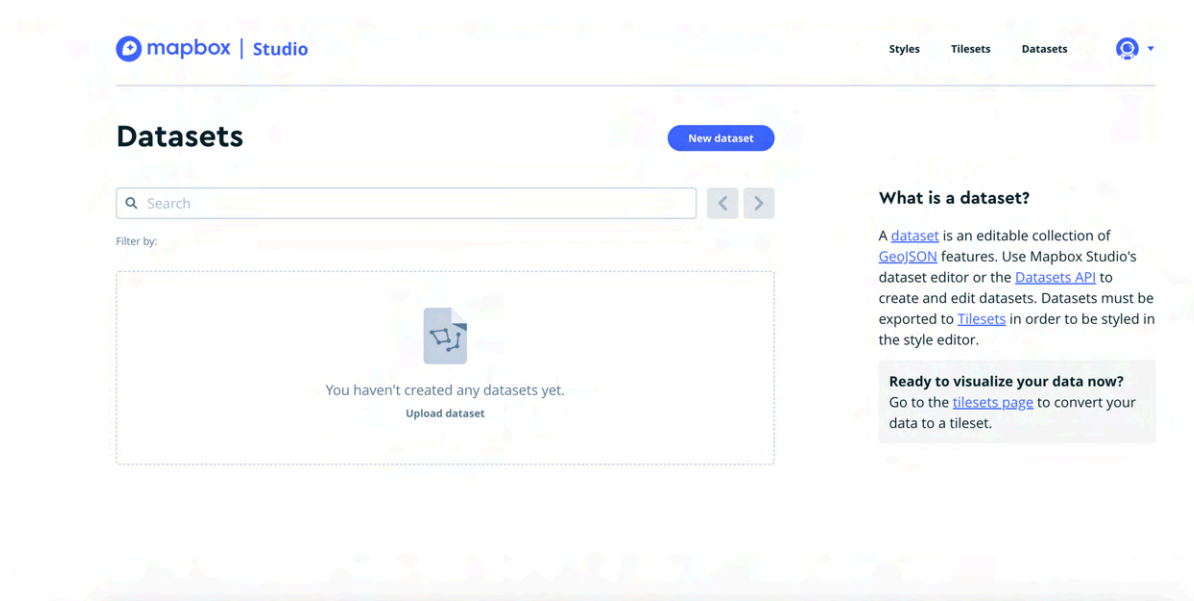 mapbox | Studio
Styles Tilesets Datasets
Datasets
New dataset
Search
Filter by:
You haven't created any datasets yet.
Upload dataset
What is a dataset?
A dataset is an editable collection of
GeoJSON features. Use Mapbox Studio's
dataset editor or the Datasets API to
create and edit datasets. Datasets must be
exported to Tilesets in order to be styled in
the style editor.
Ready to visualize your data now?
Go to the tilesets page to convert your
data to a tileset.